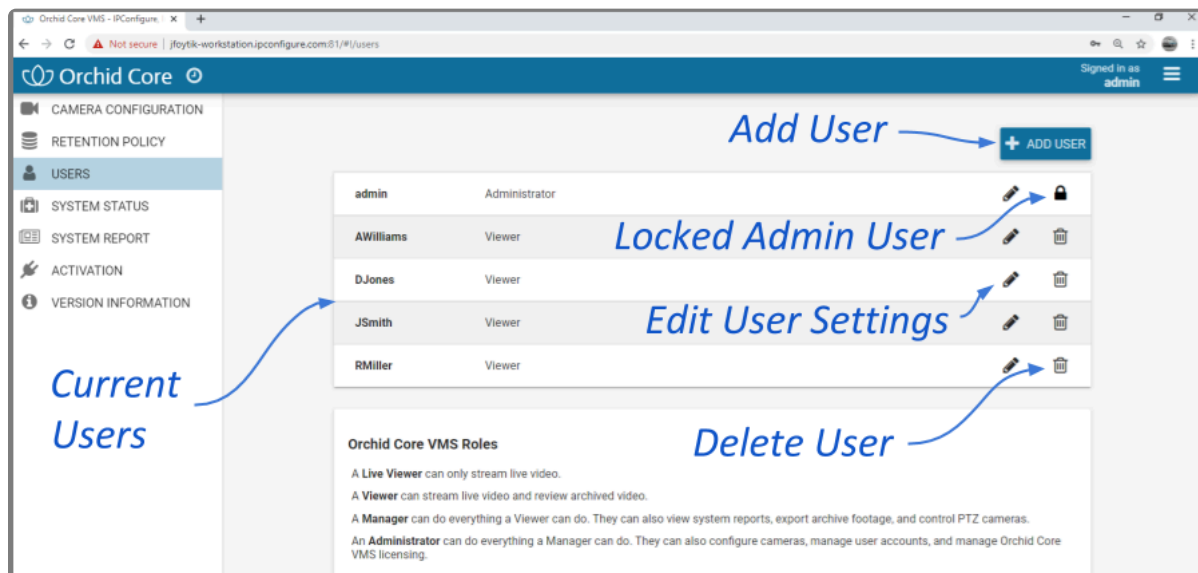 Orchid Core VMS - IPConfigure,
Not secure | jfoytik-workstation.ipconfigure.com:81/#!/users
Orchid Core
Signed in as
admin
CAMERA CONFIGURATION
RETENTION POLICY
USERS
SYSTEM STATUS
SYSTEM REPORT
ACTIVATION
VERSION INFORMATION
Add User
+ ADD USER
admin Administrator
Locked Admin User
AWilliams Viewer
DJones Viewer
Edit User Settings
JSmith Viewer
RMiller Viewer
Current
Users
Delete User
Orchid Core VMS Roles
A Live Viewer can only stream live video.
A Viewer can stream live video and review archived video.
A Manager can do everything a Viewer can do. They can also view system reports, export archive footage, and control PTZ cameras.
An Administrator can do everything a Manager can do. They can also configure cameras, manage user accounts, and manage Orchid Core
VMS licensing.